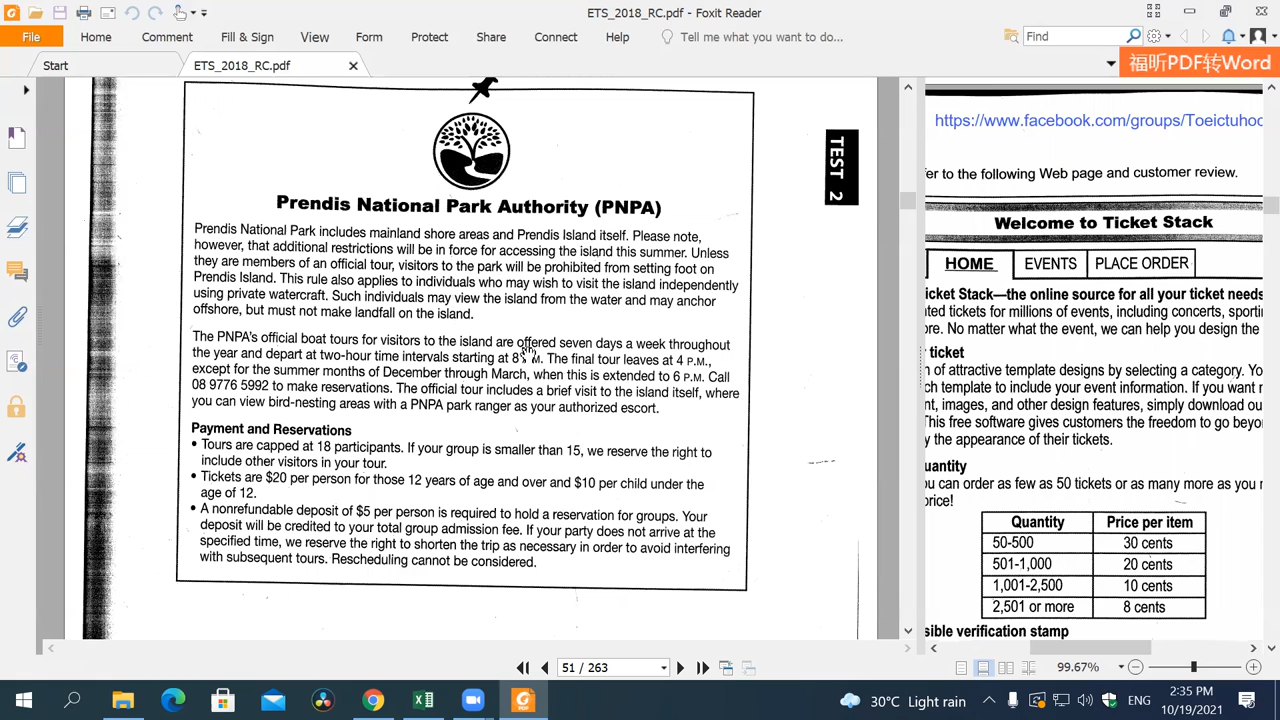 ETS_2018_RC.pdf - Foxit Reader
File Home Comment Fill & Sign View Form Protect Share Connect Help Tell me what you want to do... Find
Start ETS_2018_RC.pdf
福昕PDF转Word
TEST 2
Prendis National Park Authority (PNPA)
Prendis National Park includes mainland shore areas and Prendis Island itself. Please note,
however, that additional restrictions will be in force for accessing the island this summer. Unless
they are members of an official tour, visitors to the park will be prohibited from setting foot on
Prendis Island. This rule also applies to individuals who may wish to visit the island independently
using private watercraft. Such individuals may view the island from the water and may anchor
offshore, but must not make landfall on the island.
The PNPA's official boat tours for visitors to the island are offered seven days a week throughout
the year and depart at two-hour time intervals starting at 8 M. The final tour leaves at 4 P.M.,
except for the summer months of December through March, when this is extended to 6 P.M. Call
08 9776 5992 to make reservations. The official tour includes a brief visit to the island itself, where
you can view bird-nesting areas with a PNPA park ranger as your authorized escort.
Payment and Reservations
• Tours are capped at 18 participants. If your group is smaller than 15, we reserve the right to
include other visitors in your tour.
• Tickets are $20 per person for those 12 years of age and over and $10 per child under the
age of 12.
• A nonrefundable deposit of $5 per person is required to hold a reservation for groups. Your
deposit will be credited to your total group admission fee. If your party does not arrive at the
specified time, we reserve the right to shorten the trip as necessary in order to avoid interfering
with subsequent tours. Rescheduling cannot be considered.
https://www.facebook.com/groups/Toeictuhoc
fer to the following Web page and customer review.
Welcome to Ticket Stack
HOME EVENTS PLACE ORDER
icket Stack—the online source for all your ticket needs
ted tickets for millions of events, including concerts, sporti
ore. No matter what the event, we can help you design the
r ticket
n of attractive template designs by selecting a category. Yo
ch template to include your event information. If you want
nt, images, and other design features, simply download ou
This free software gives customers the freedom to go beyo
y the appearance of their tickets.
uantity
ou can order as few as 50 tickets or as many more as you
price!
Quantity Price per item
50-500 30 cents
501-1,000 20 cents
1,001-2,500 10 cents
2,501 or more 8 cents
sible verification stamp
51 / 263
99.67%
30°C Light rain
ENG
2:35 PM
10/19/2021